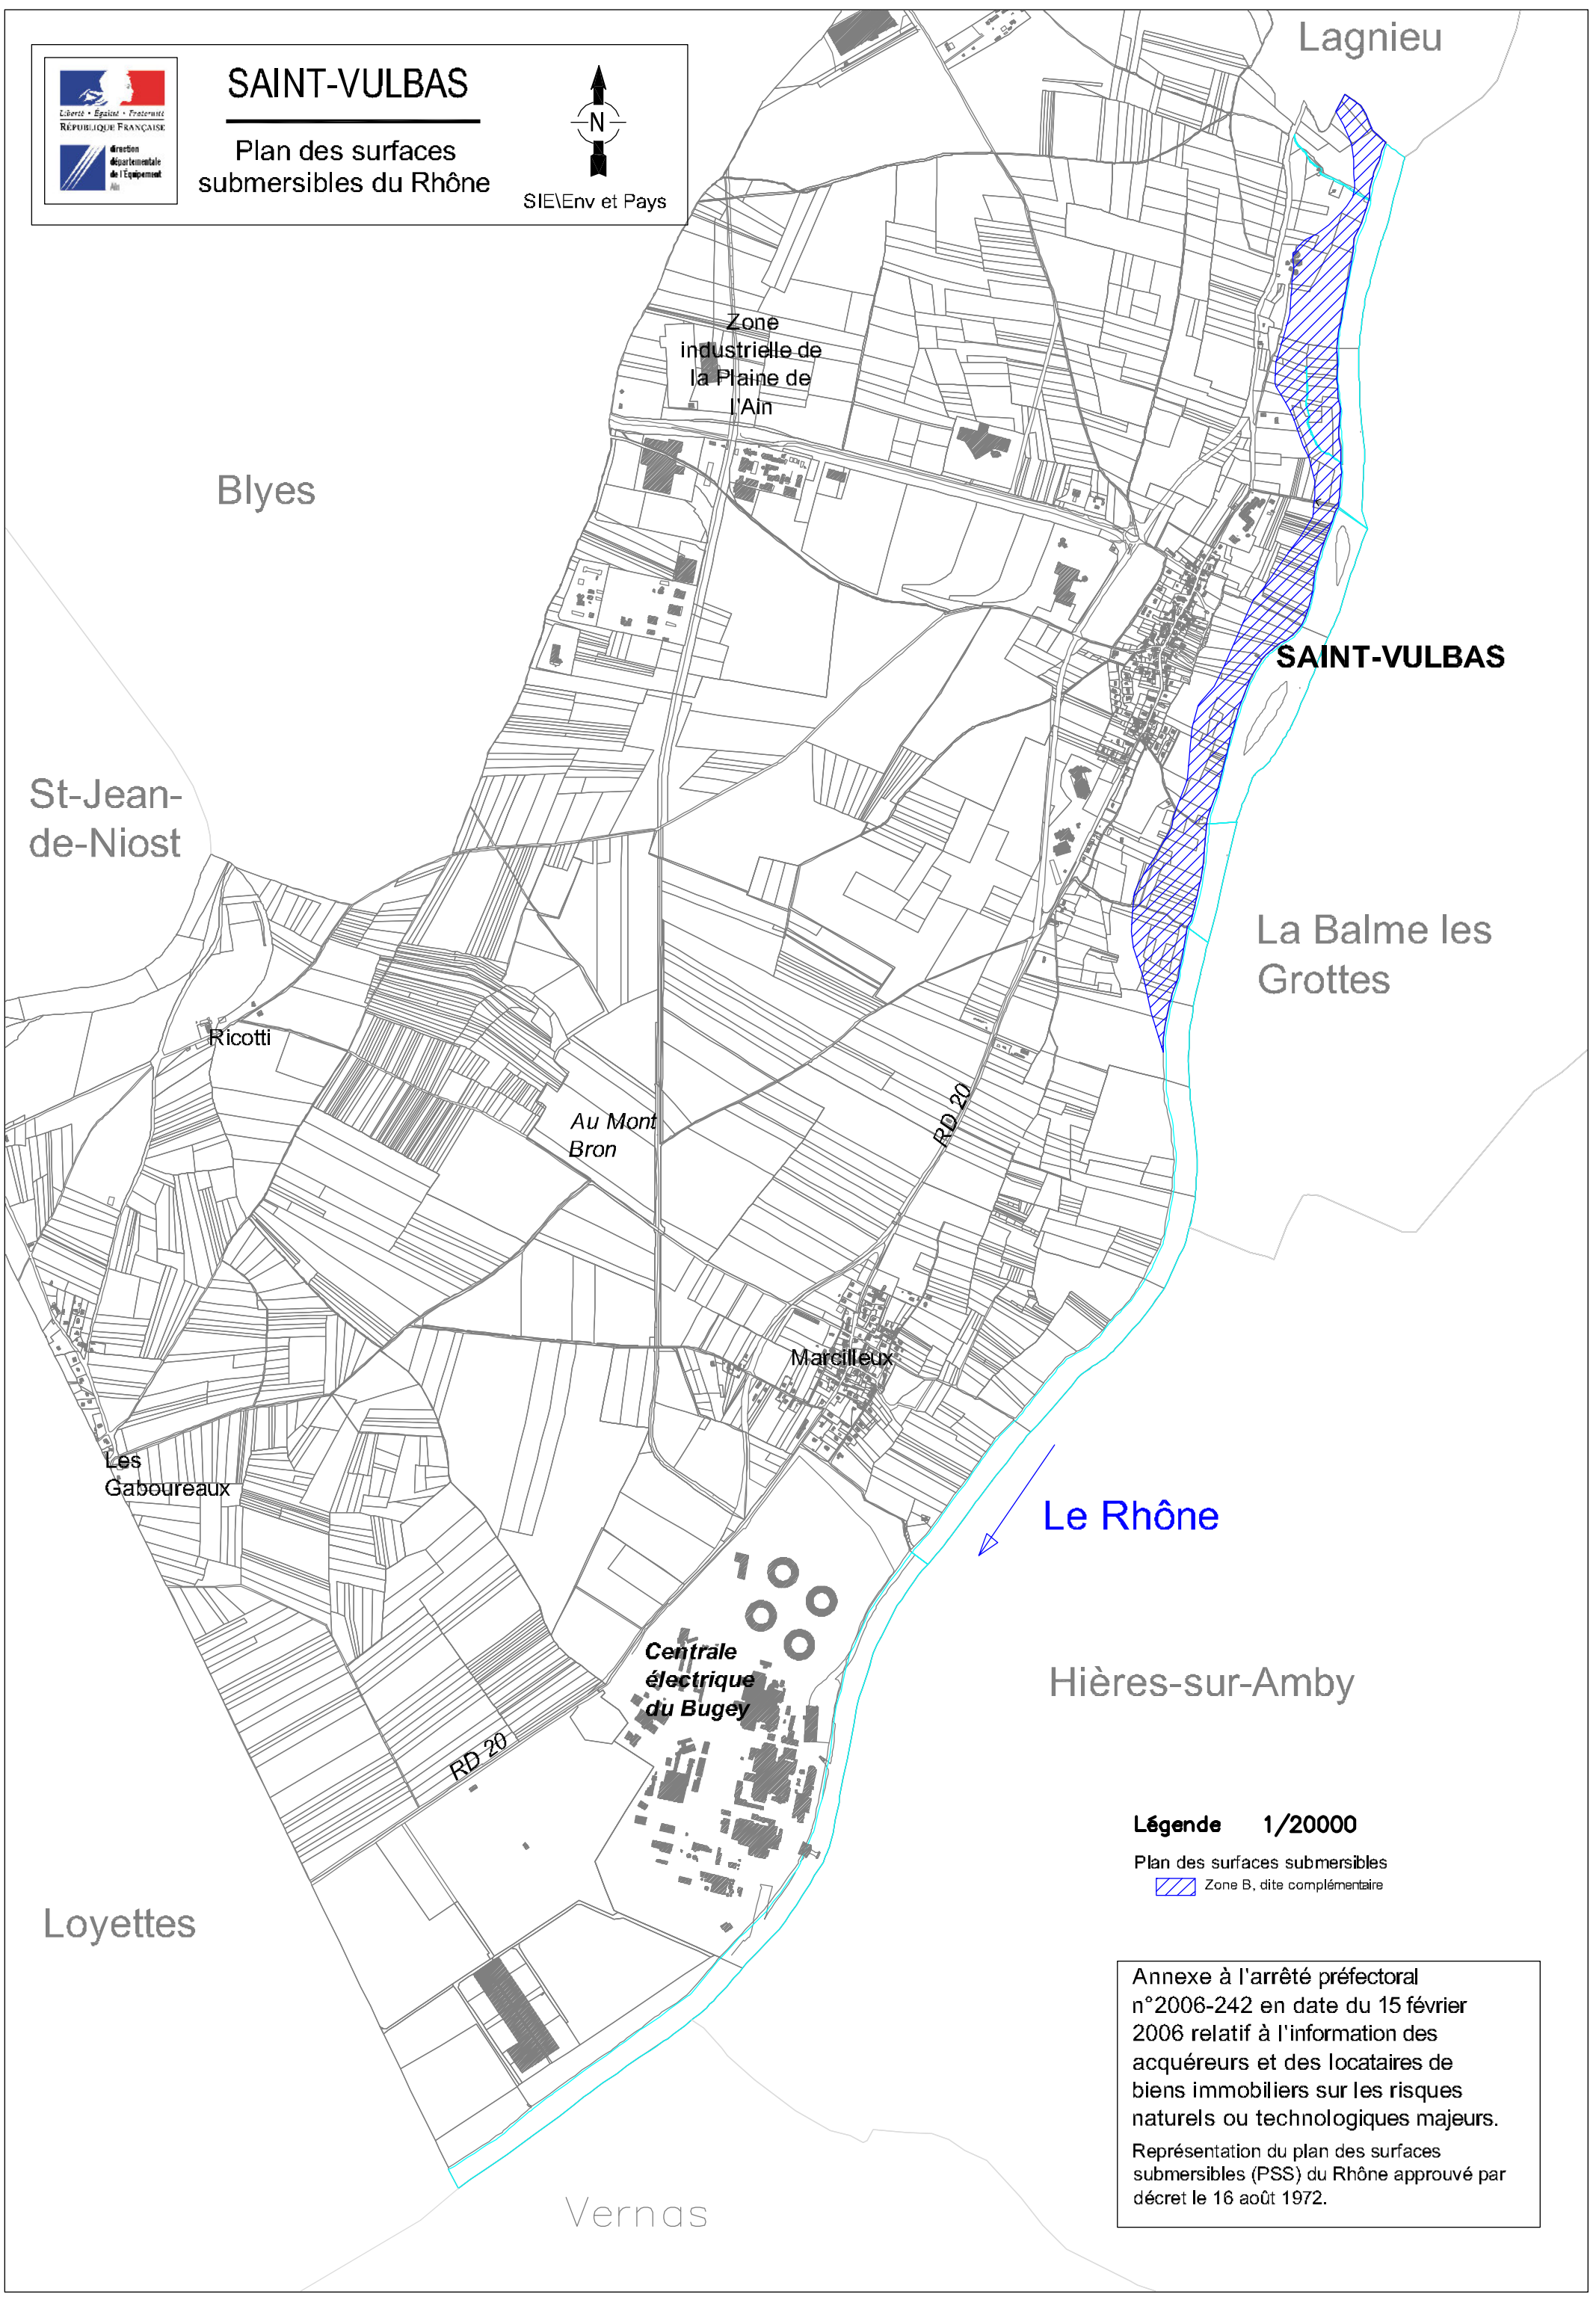 Lagnieu
SAINT-VULBAS
Plan des surfaces
submersibles du Rhône
Liberté • Égalité • Fraternité
RÉPUBLIQUE FRANÇAISE
direction
départementale
de l'Équipement
Ain
N
SIE\Env et Pays
Zone
industrielle de
la Plaine de
l'Ain
Blyes
SAINT-VULBAS
St-Jean-
de-Niost
La Balme les
Grottes
Ricotti
Au Mont
Bron
RD 20
Marcilleux
Les
Gaboureaux
Le Rhône
Centrale
électrique
du Bugey
Hières-sur-Amby
RD 20
Légende 1/20000
Plan des surfaces submersibles
Zone B, dite complémentaire
Loyettes
Annexe à l'arrêté préfectoral
n°2006-242 en date du 15 février
2006 relatif à l'information des
acquéreurs et des locataires de
biens immobiliers sur les risques
naturels ou technologiques majeurs.
Représentation du plan des surfaces
submersibles (PSS) du Rhône approuvé par
décret le 16 août 1972.
Vernas